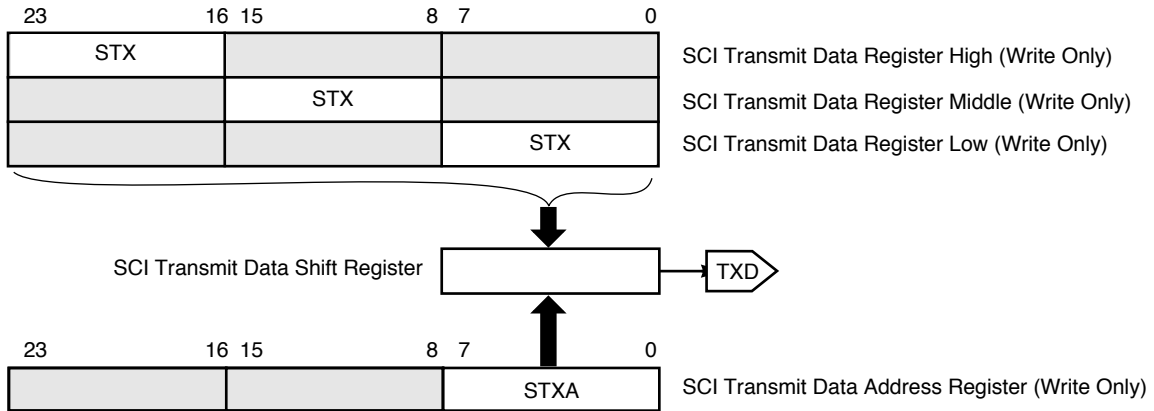 23 16 15 8 7 0
STX SCI Transmit Data Register High (Write Only)
STX SCI Transmit Data Register Middle (Write Only)
STX SCI Transmit Data Register Low (Write Only)
SCI Transmit Data Shift Register TXD
23 16 15 8 7 0
STXA SCI Transmit Data Address Register (Write Only)